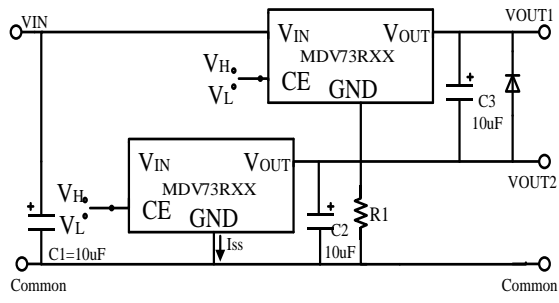 VIN
VOUT1
VIN
VOUT
MDV73RXX
VH
VL
CE
GND
C3
10uF
VIN
VOUT
MDV73RXX
VOUT2
VH
VL
CE
GND
C2
10uF
R1
Iss
C1=10uF
Common
Common